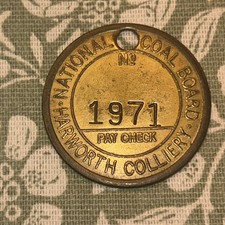 · NATIONAL COAL BOARD ·
Nº
1971
PAY CHECK
HARWORTH COLLIERY